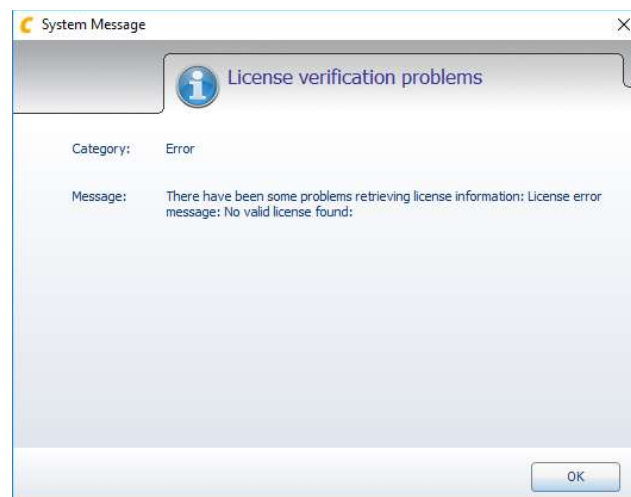 System Message
License verification problems
Category: Error
Message: There have been some problems retrieving license information: License error
message: No valid license found:
OK